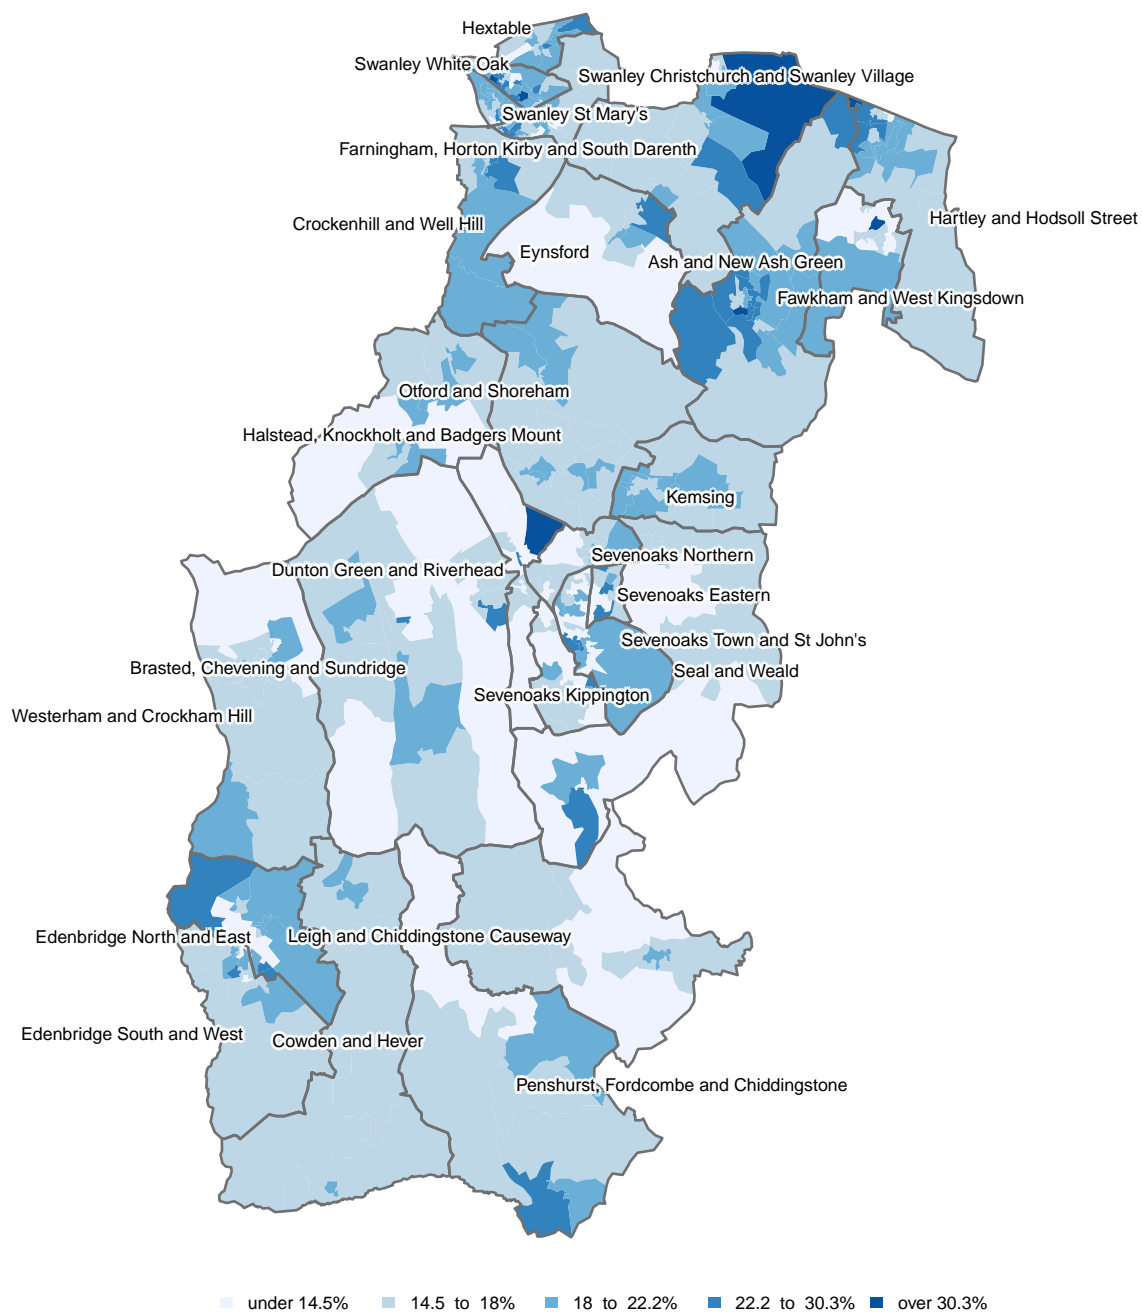 Hextable
Swanley White Oak
Swanley Christchurch and Swanley Village
Swanley St Mary's
Farningham, Horton Kirby and South Darenth
Hartley and Hodsoll Street
Crockenhill and Well Hill
Eynsford
Ash and New Ash Green
Fawkham and West Kingsdown
Otford and Shoreham
Halstead, Knockholt and Badgers Mount
Kemsing
Sevenoaks Northern
Dunton Green and Riverhead
Sevenoaks Eastern
Sevenoaks Town and St John's
Brasted, Chevening and Sundridge
Seal and Weald
Sevenoaks Kippington
Westerham and Crockham Hill
Edenbridge North and East
Leigh and Chiddingstone Causeway
Edenbridge South and West
Cowden and Hever
Penshurst, Fordcombe and Chiddingstone
under 14.5% 14.5 to 18% 18 to 22.2% 22.2 to 30.3% over 30.3%